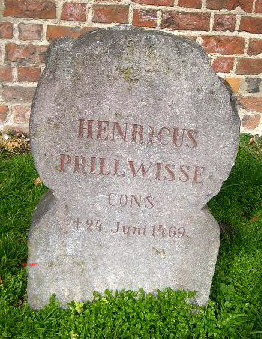 HENRICUS
PRILLWISSE
CONS
† 24. Juni 1469.